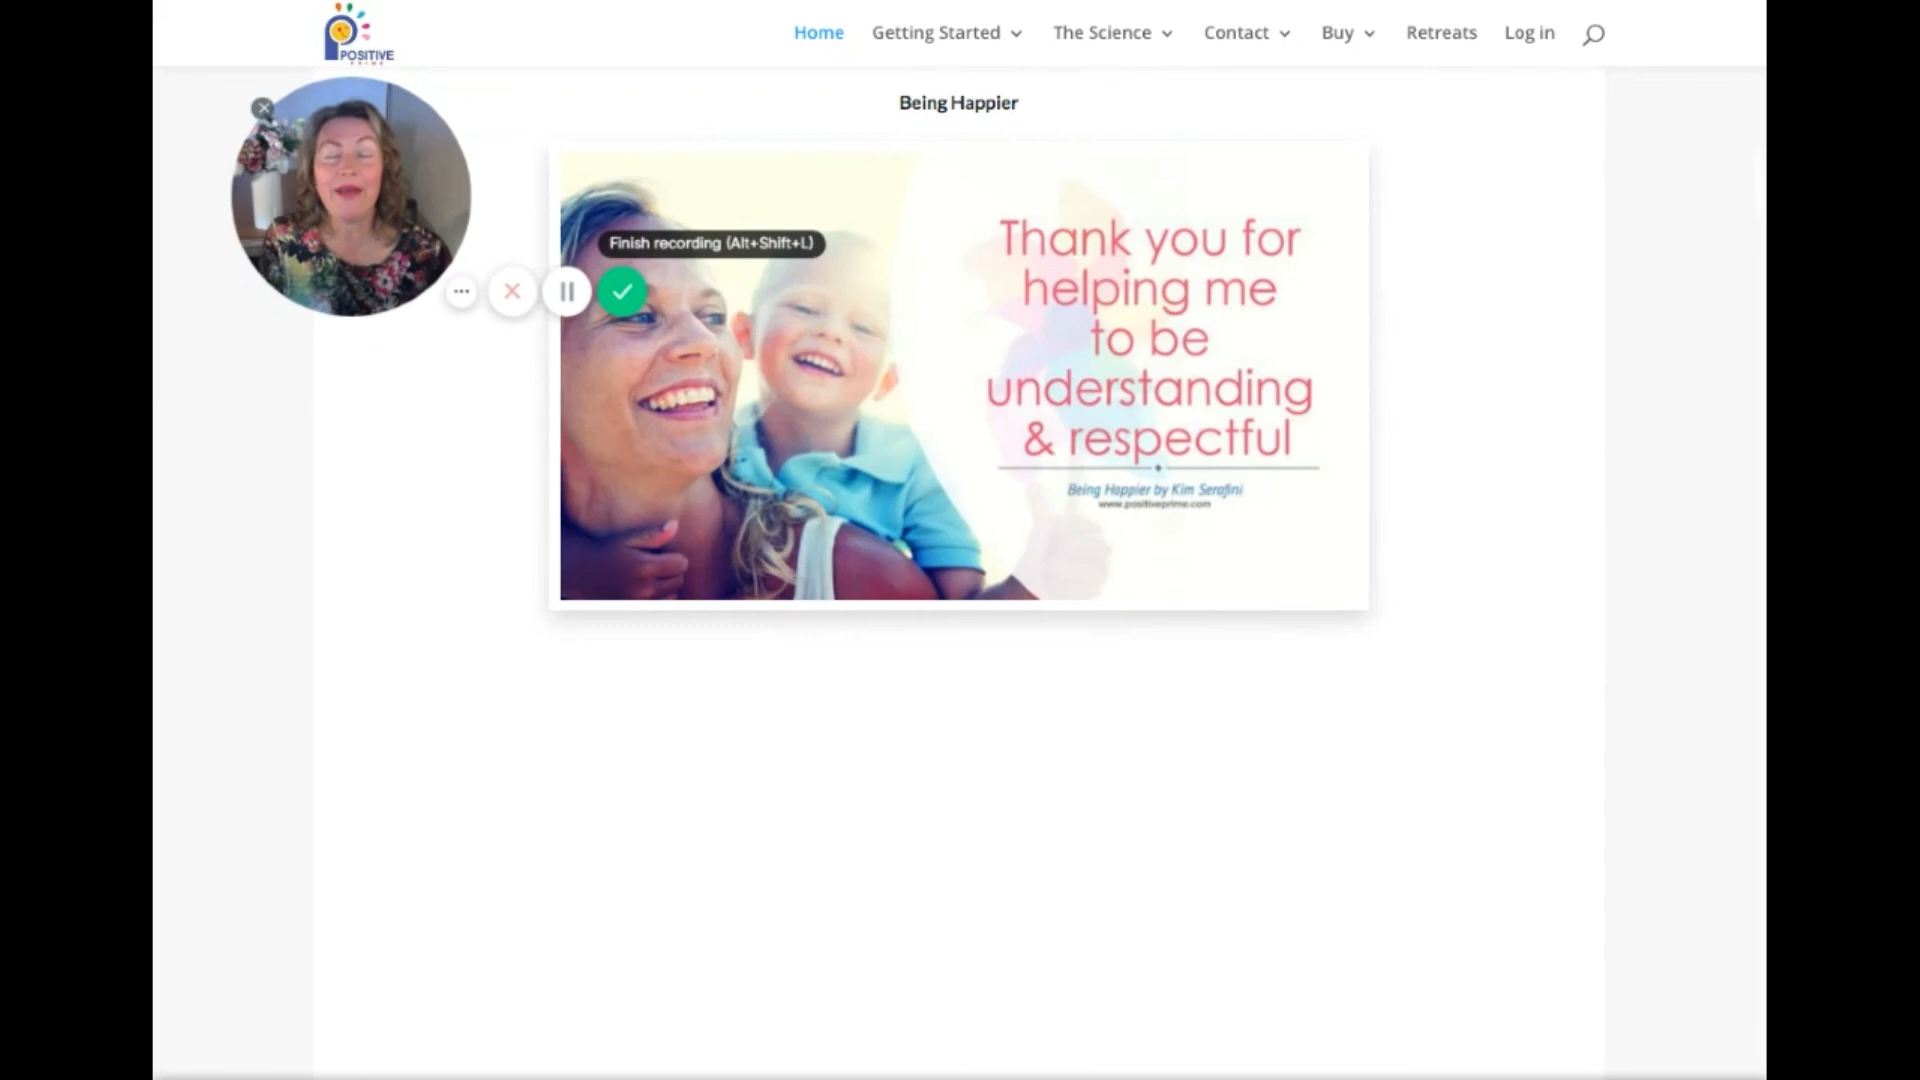 POSITIVE
PRIME
Home
Getting Started
The Science
Contact
Buy
Retreats
Log in
Being Happier
Finish recording (Alt+Shift+L)
Thank you for
helping me
to be
understanding
& respectful
Being Happier by Kim Serafini
www.positiveprime.com